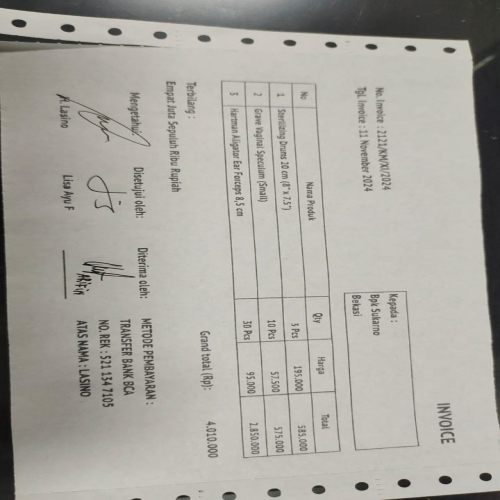 INVOICE
No. Invoice : 2121/KM/XI/2024
Tgl. Invoice : 11 November 2024
Kepada :
Bpk Sukarno
Bekasi
No Nama Produk Qty Harga Total
1 Sterilizing Drums 20 cm (8" x 7.5") 3 Pcs 195.000 585.000
2 Grave Vaginal Speculum (Small) 10 Pcs 57.500 575.000
3 Hartman Aligator Ear Forceps 8,5 cm 30 Pcs 95.000 2.850.000
Grand total (Rp): 4.010.000
Terbilang :
Empat Juta Sepuluh Ribu Rupiah
Mengetahui: Disetujui oleh: Diterima oleh:
Lasino Lisa Ayu F Arifin
METODE PEMBAYARAN :
TRANSFER BANK BCA
NO. REK : 521 134 7105
ATAS NAMA : LASINO